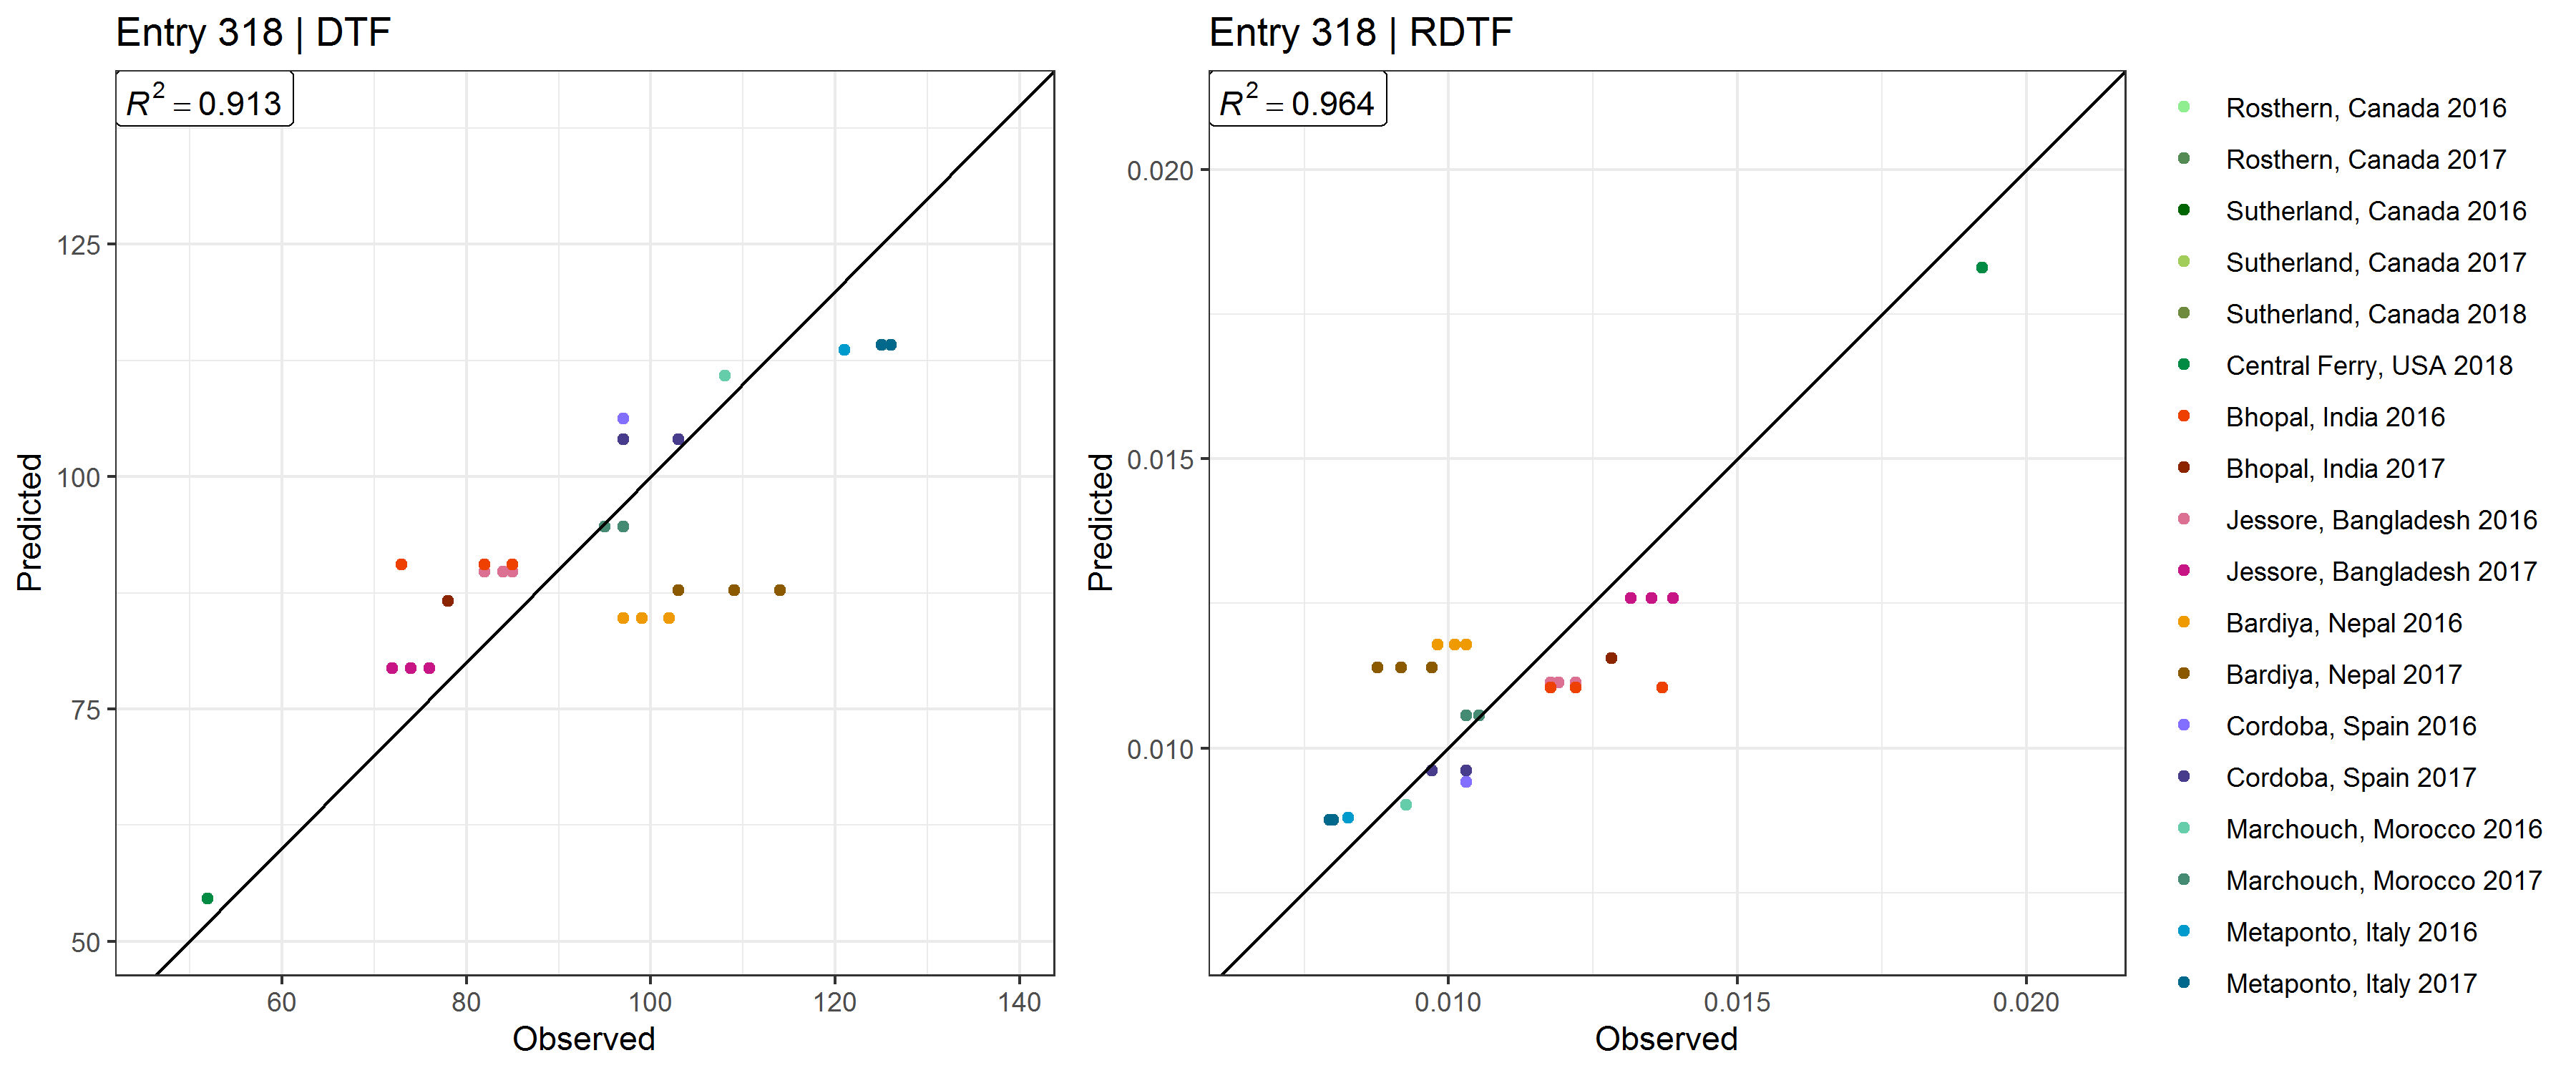 Entry 318 | DTF
R² = 0.913
125
100
75
50
60 80 100 120 140
Predicted
Observed
Entry 318 | RDTF
R² = 0.964
0.020
0.015
0.010
0.010 0.015 0.020
Predicted
Observed
Rosthern, Canada 2016
Rosthern, Canada 2017
Sutherland, Canada 2016
Sutherland, Canada 2017
Sutherland, Canada 2018
Central Ferry, USA 2018
Bhopal, India 2016
Bhopal, India 2017
Jessore, Bangladesh 2016
Jessore, Bangladesh 2017
Bardiya, Nepal 2016
Bardiya, Nepal 2017
Cordoba, Spain 2016
Cordoba, Spain 2017
Marchouch, Morocco 2016
Marchouch, Morocco 2017
Metaponto, Italy 2016
Metaponto, Italy 2017